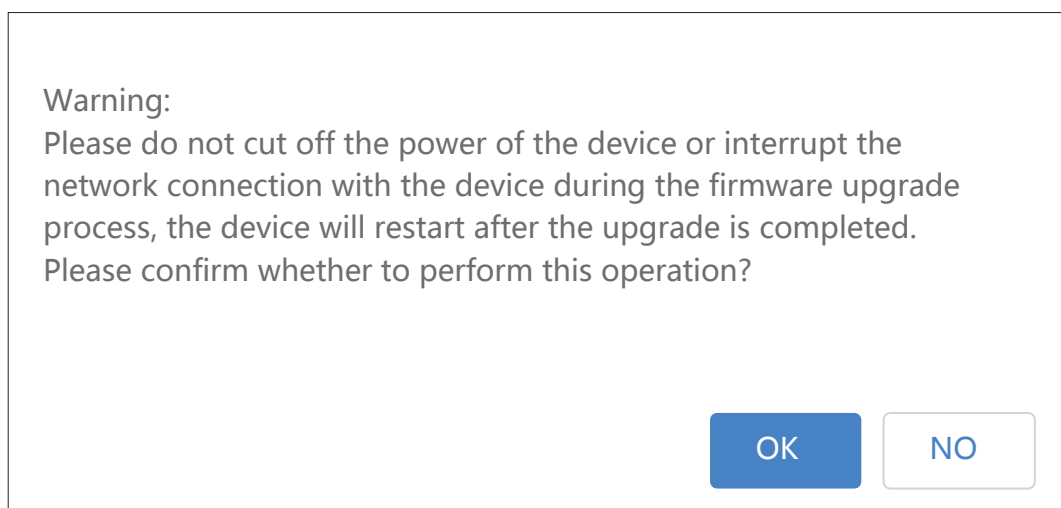 Warning:
Please do not cut off the power of the device or interrupt the
network connection with the device during the firmware upgrade
process, the device will restart after the upgrade is completed.
Please confirm whether to perform this operation?
OK
NO